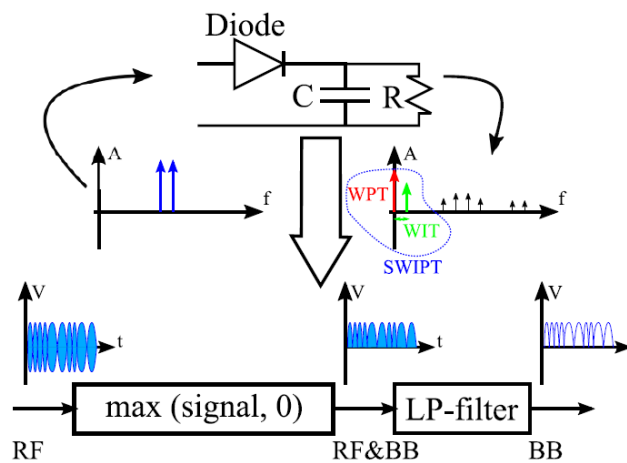 Diode
C
R
A
f
A
WPT
f
WIT
SWIPT
V
t
V
t
V
t
max (signal, 0)
LP-filter
RF
RF&BB
BB